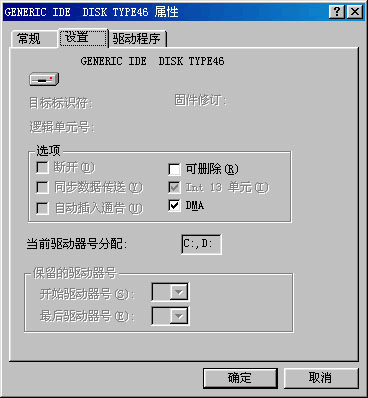 GENERIC IDE  DISK TYPE46 属性
常规 设置 驱动程序
GENERIC IDE  DISK TYPE46
目标标识符: 固件修订:
逻辑单元号:
选项
断开(D) 可删除(R)
同步数据传送(Y) Int 13 单元(I)
自动插入通告(U) DMA
当前驱动器号分配: C:,D:
保留的驱动器号
开始驱动器号(S):
最后驱动器号(E):
确定 取消